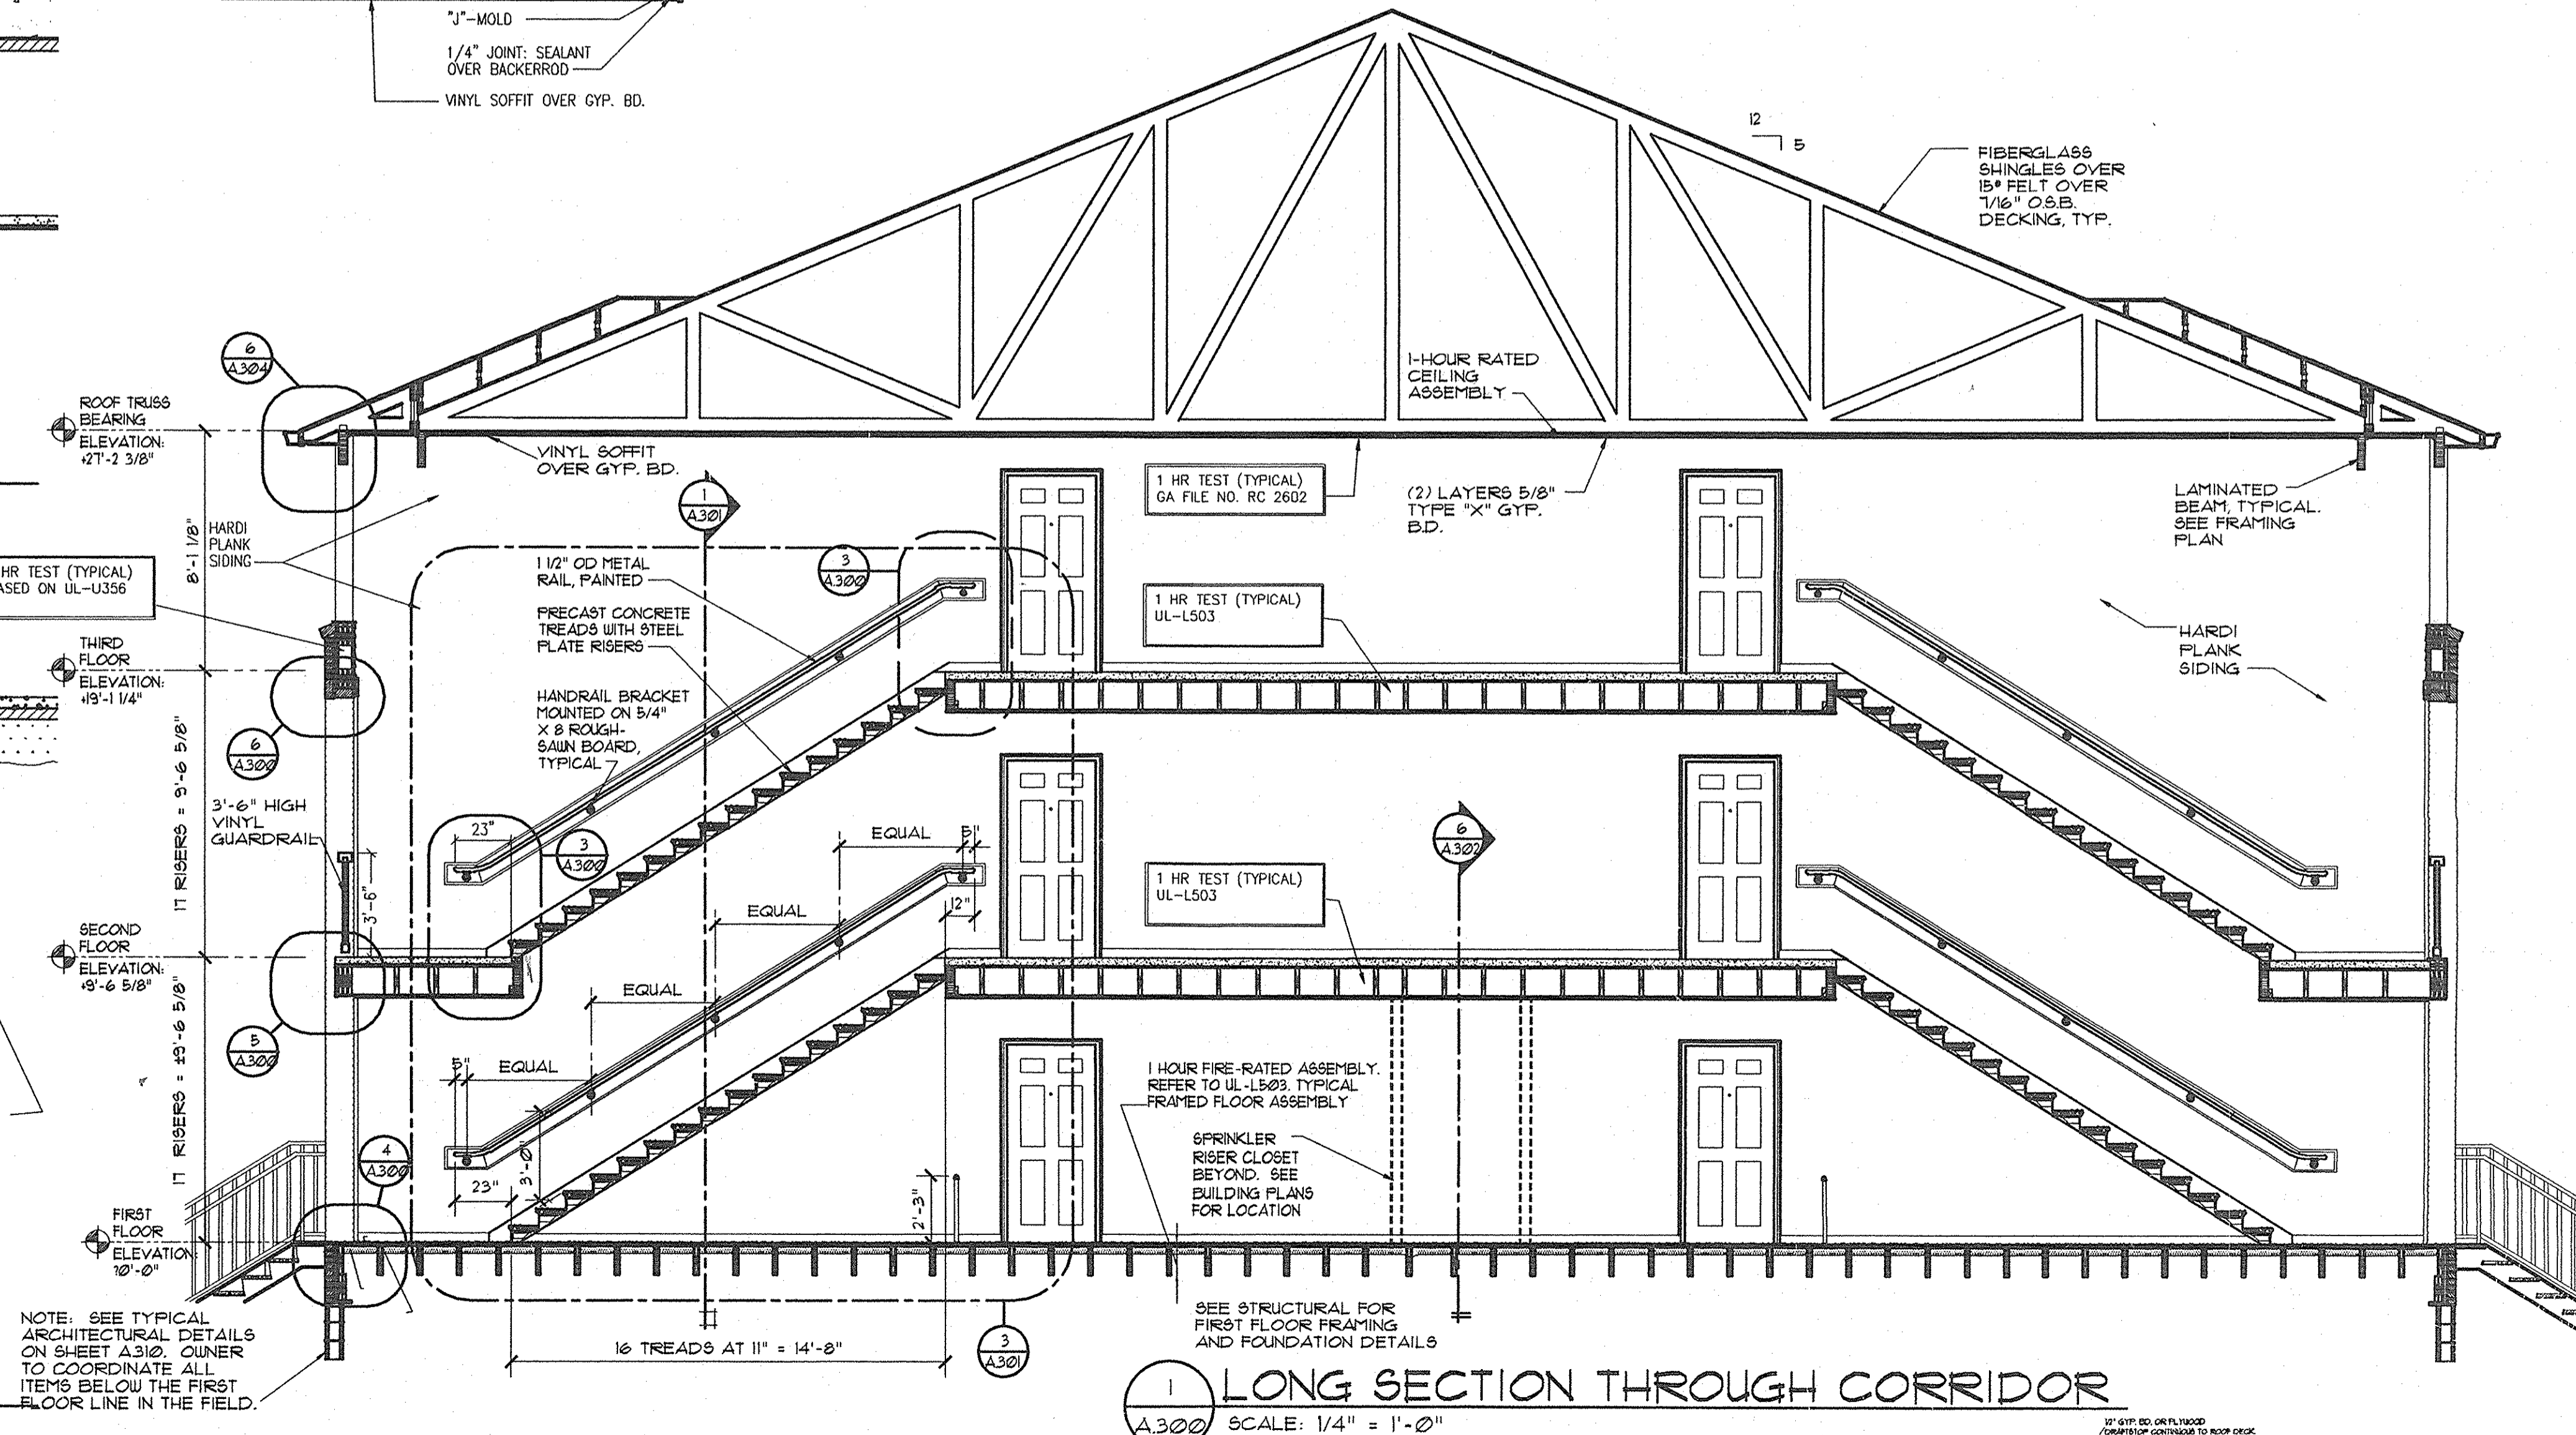 "J"-MOLD
1/4" JOINT: SEALANT
OVER BACKERROD
VINYL SOFFIT OVER GYP. BD.
12
5
FIBERGLASS
SHINGLES OVER
15# FELT OVER
7/16" O.S.B.
DECKING, TYP.
6
A304
1-HOUR RATED
CEILING
ASSEMBLY
ROOF TRUSS
BEARING
ELEVATION:
+27'-2 3/8"
VINYL SOFFIT
OVER GYP. BD.
1
A301
1 HR TEST (TYPICAL)
GA FILE NO. RC 2602
(2) LAYERS 5/8"
TYPE "X" GYP.
B.D.
LAMINATED
BEAM, TYPICAL.
SEE FRAMING
PLAN
HARDI
PLANK
SIDING
8'-1 1/8"
HR TEST (TYPICAL)
ASED ON UL-U356
1 1/2" OD METAL
RAIL, PAINTED
3
A300
PRECAST CONCRETE
TREADS WITH STEEL
PLATE RISERS
1 HR TEST (TYPICAL)
UL-L503
HARDI
PLANK
SIDING
THIRD
FLOOR
ELEVATION:
+19'-1 1/4"
HANDRAIL BRACKET
MOUNTED ON 5/4"
X 8 ROUGH-
SAWN BOARD,
TYPICAL
6
A300
17 RISERS = 9'-6 5/8"
3'-6" HIGH
VINYL
GUARDRAIL
23"
3
A300
EQUAL
5"
6
A302
3'-6"
1 HR TEST (TYPICAL)
UL-L503
EQUAL
12"
SECOND
FLOOR
ELEVATION:
+9'-6 5/8"
EQUAL
5
A300
17 RISERS = ±9'-6 5/8"
5"
EQUAL
1 HOUR FIRE-RATED ASSEMBLY.
REFER TO UL-L503. TYPICAL
FRAMED FLOOR ASSEMBLY
4
A300
SPRINKLER
RISER CLOSET
BEYOND. SEE
BUILDING PLANS
FOR LOCATION
23"
3'-0"
2'-3"
FIRST
FLOOR
ELEVATION:
NOTE: SEE TYPICAL
ARCHITECTURAL DETAILS
ON SHEET A310. OWNER
TO COORDINATE ALL
ITEMS BELOW THE FIRST
FLOOR LINE IN THE FIELD.
16 TREADS AT 11" = 14'-8"
3
A301
SEE STRUCTURAL FOR
FIRST FLOOR FRAMING
AND FOUNDATION DETAILS
1
A300
LONG SECTION THROUGH CORRIDOR
SCALE: 1/4" = 1'-0"
1/2" GYP. BD. OR PLYWOOD
/DRAFTSTOP CONTINUOUS TO ROOF DECK